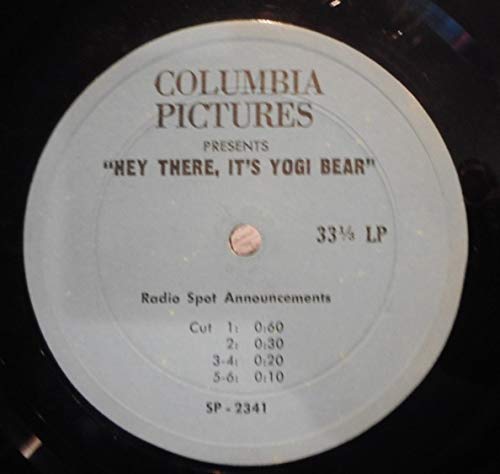 COLUMBIA
PICTURES
PRESENTS
"HEY THERE, IT'S YOGI BEAR"
33⅓ LP
Radio Spot Announcements
Cut 1: 0:60
2: 0:30
3-4: 0:20
5-6: 0:10
SP - 2341